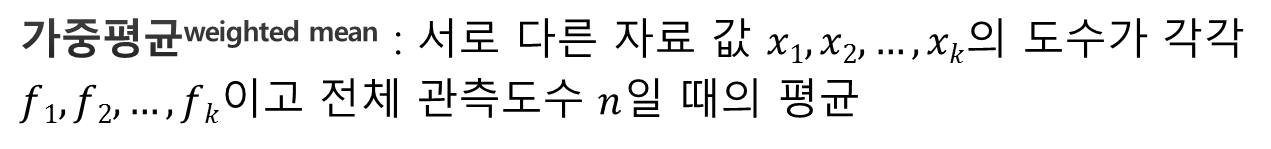 가중평균weighted mean : 서로 다른 자료 값 x₁, x₂, ... , xₖ의 도수가 각각
f₁, f₂, ... , fₖ이고 전체 관측도수 n일 때의 평균